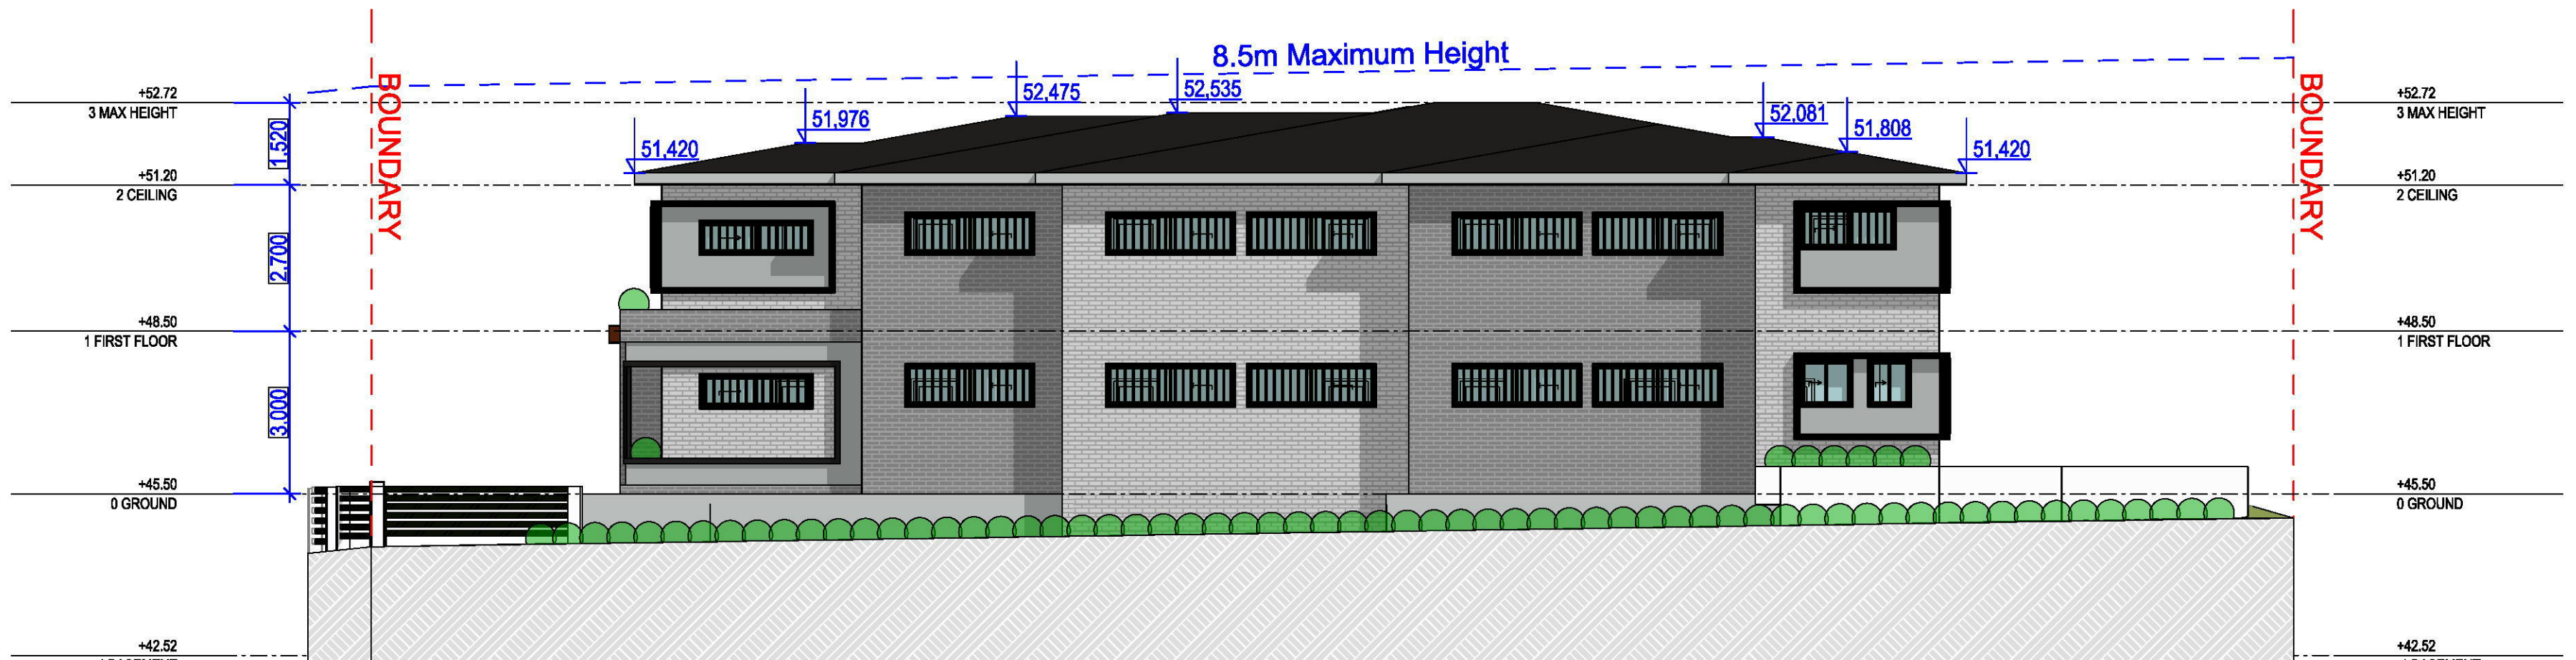 8.5m Maximum Height
+52.72
3 MAX HEIGHT
BOUNDARY
52,475
52,535
BOUNDARY
+52.72
3 MAX HEIGHT
51,976
52,081
51,808
1.520
51,420
51,420
+51.20
2 CEILING
+51.20
2 CEILING
2.700
+48.50
1 FIRST FLOOR
+48.50
1 FIRST FLOOR
3.000
+45.50
0 GROUND
+45.50
0 GROUND
+42.52
+42.52